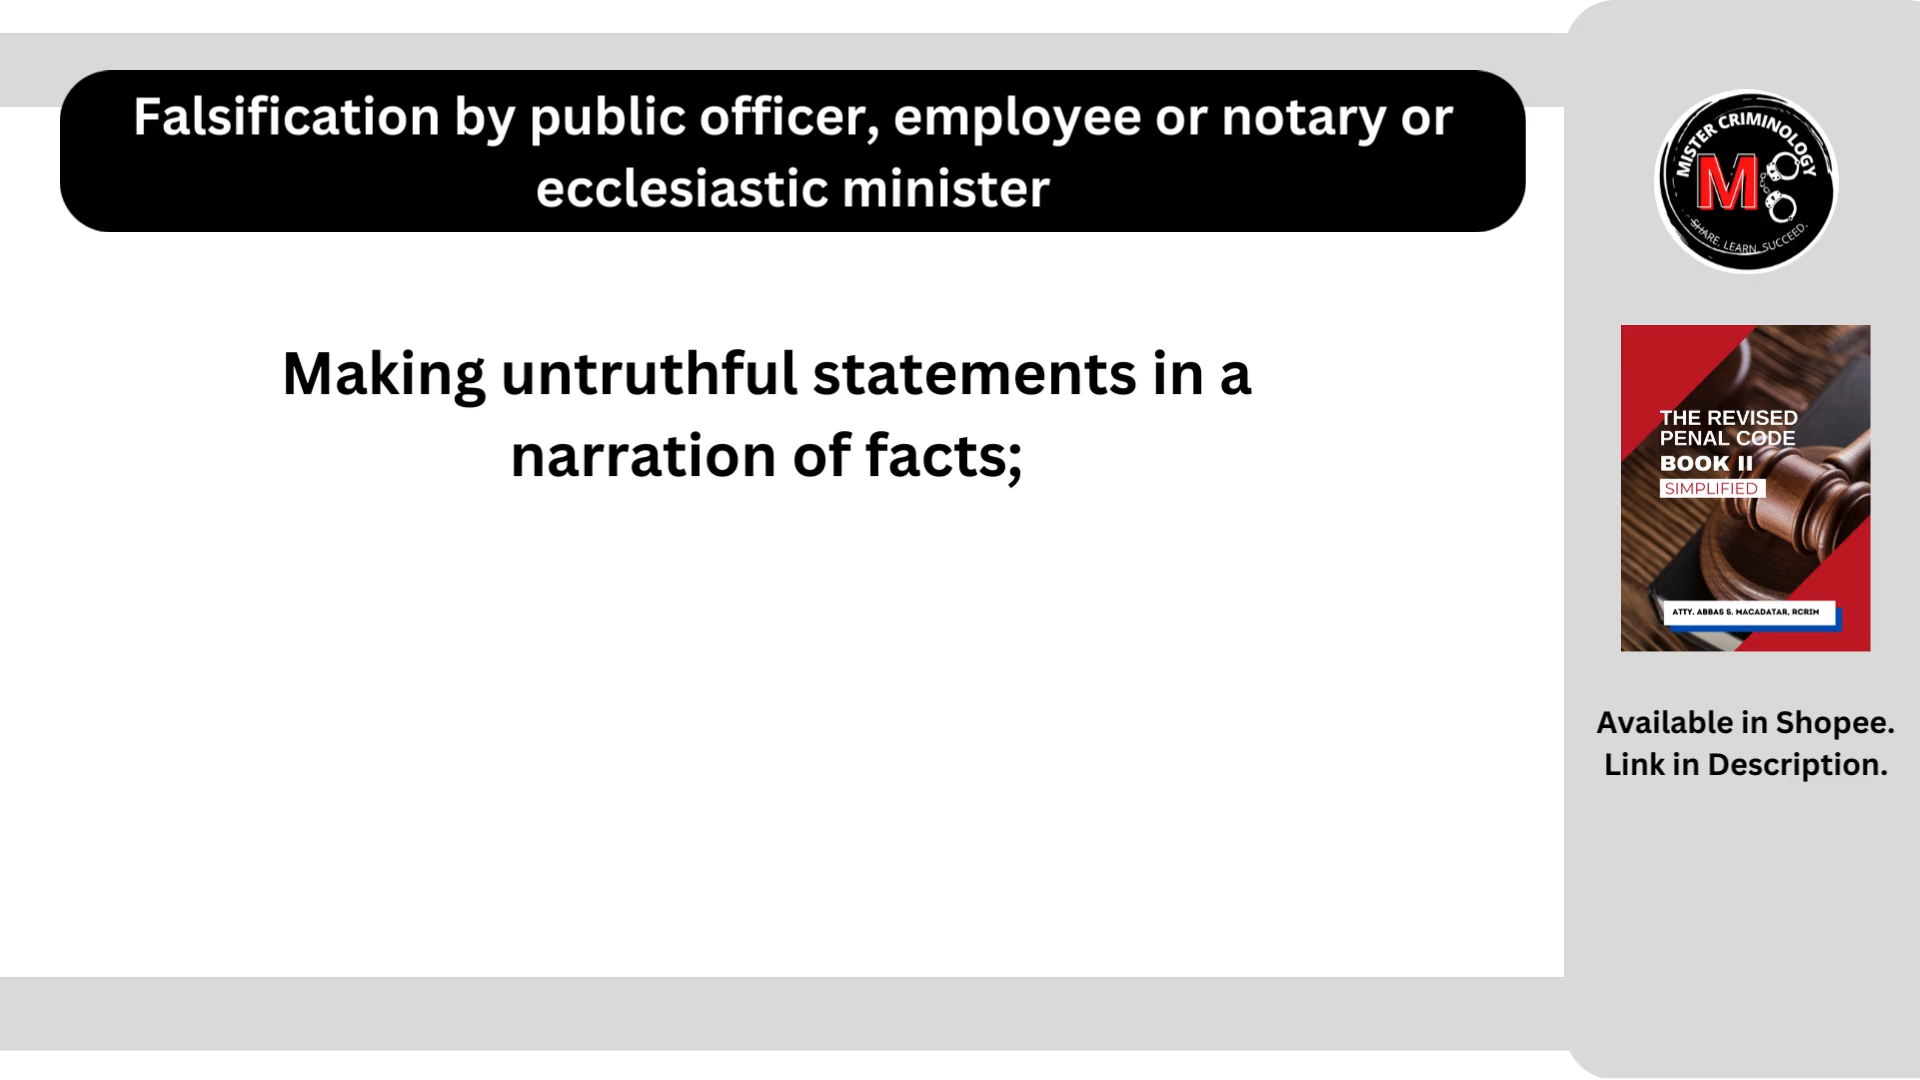 Falsification by public officer, employee or notary or
ecclesiastic minister
Making untruthful statements in a
narration of facts;
MISTER CRIMINOLOGY
M
SHARE. LEARN. SUCCEED.
THE REVISED
PENAL CODE
BOOK II
SIMPLIFIED
ATTY. ABBAS S. MACADATAR, RCRIM
Available in Shopee.
Link in Description.